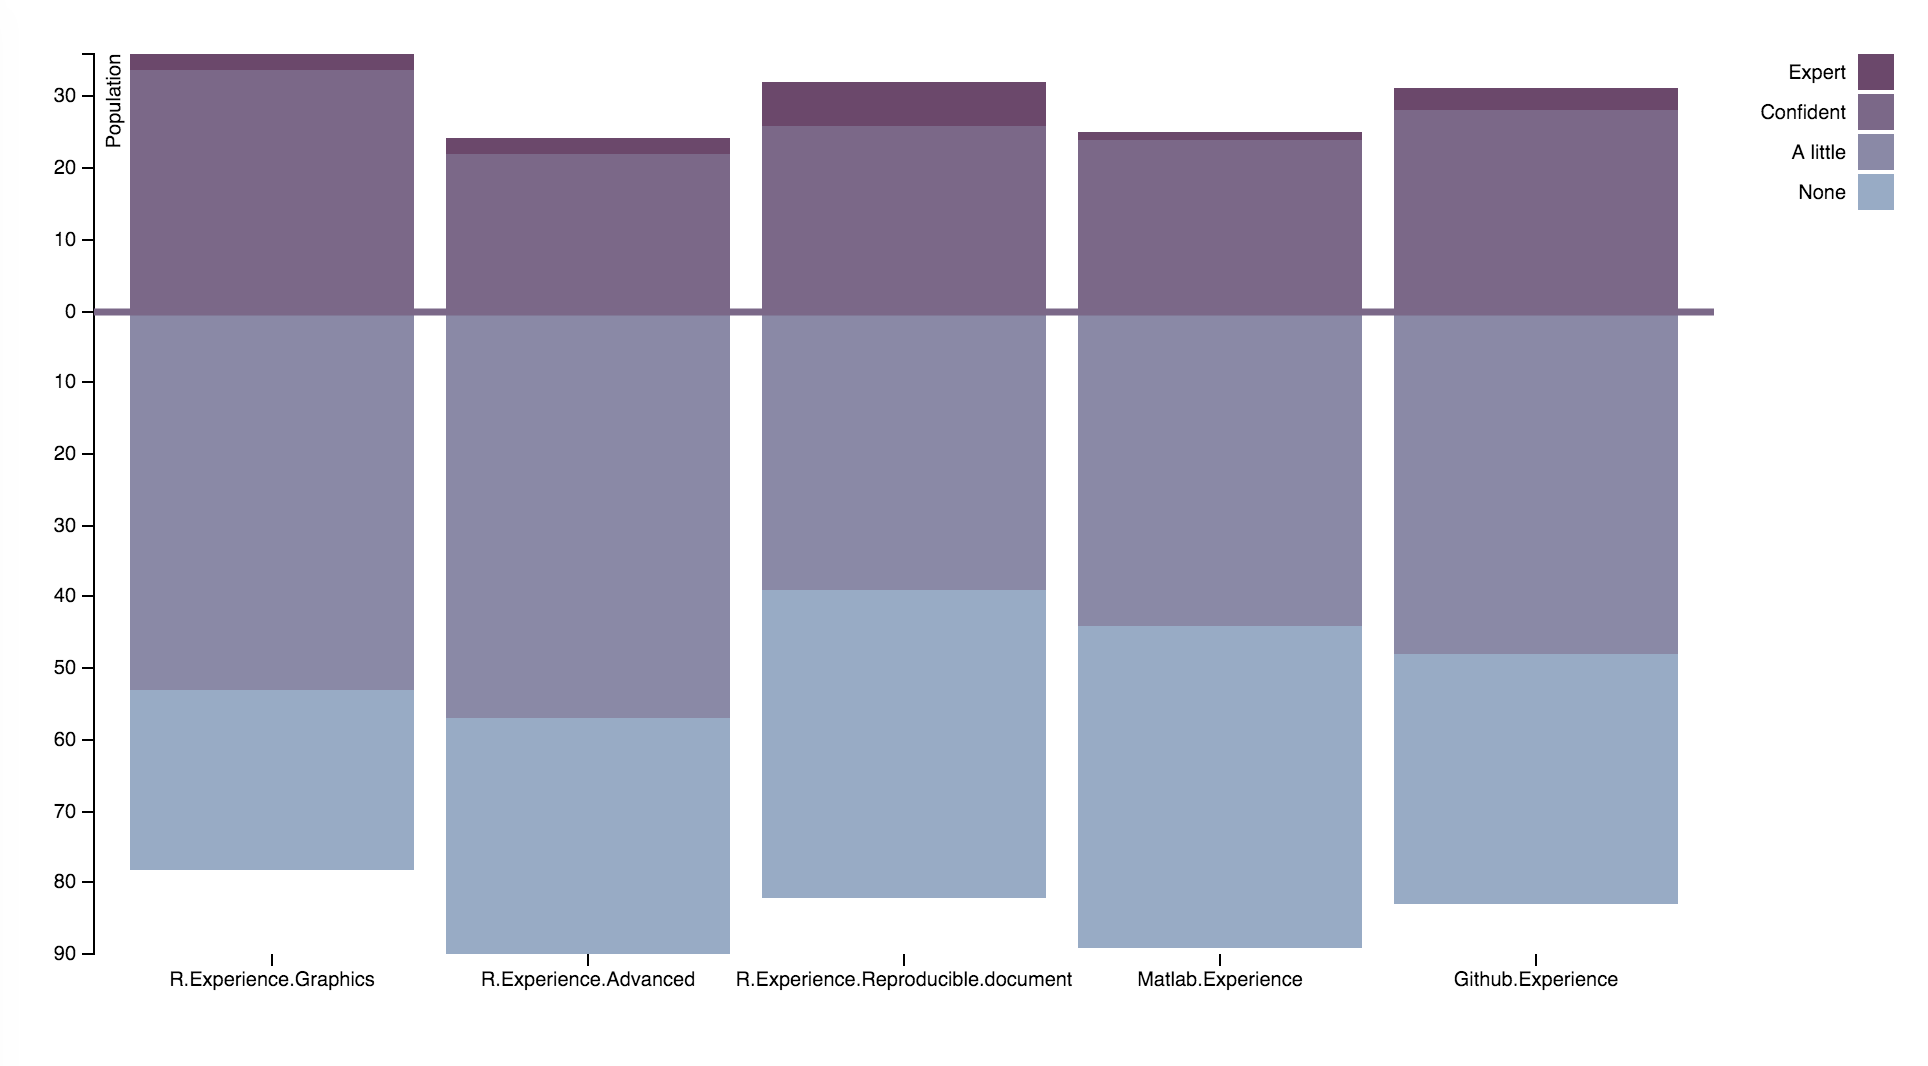 Population
30
20
10
0
10
20
30
40
50
60
70
80
90
R.Experience.Graphics
R.Experience.Advanced
R.Experience.Reproducible.document
Matlab.Experience
Github.Experience
Expert
Confident
A little
None